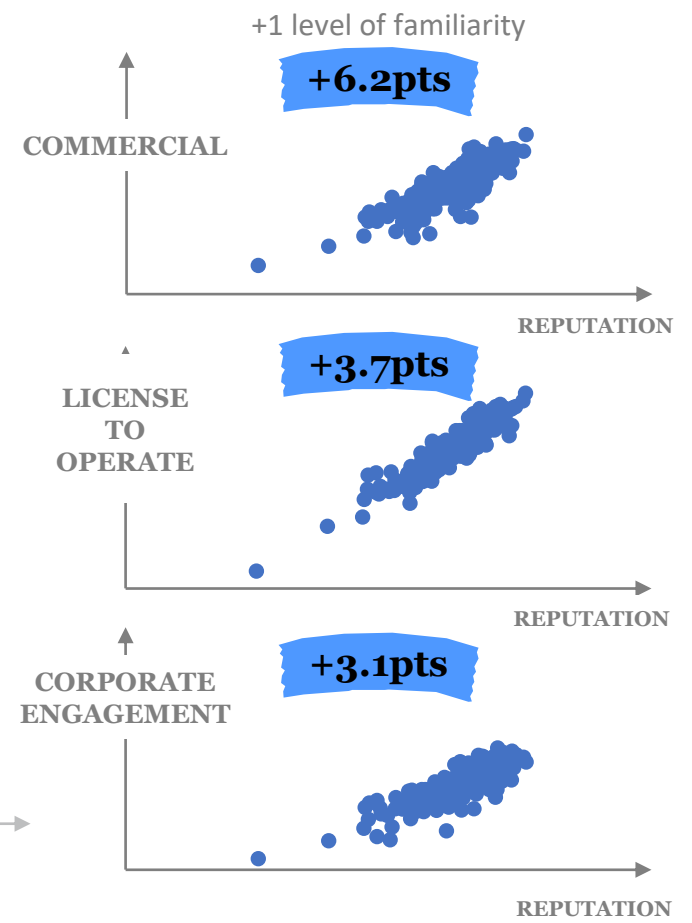 +1 level of familiarity
+6.2pts
COMMERCIAL
REPUTATION
+3.7pts
LICENSE
TO
OPERATE
REPUTATION
+3.1pts
CORPORATE
ENGAGEMENT
REPUTATION